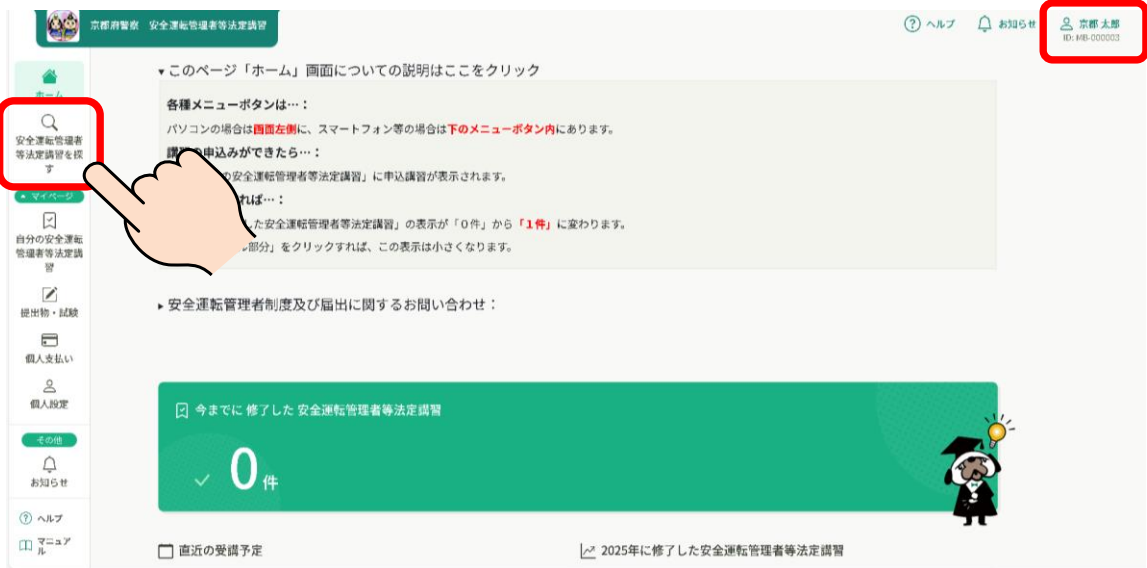 京都府警察 安全運転管理者等法定講習
ヘルプ
お知らせ
京都 太郎
ID: MB-000003
ホーム
安全運転管理者
等法定講習を探
す
マイページ
自分の安全運転
管理者等法定講
習
提出物・試験
個人支払い
個人設定
その他
お知らせ
ヘルプ
マニュア
ル
▾このページ「ホーム」画面についての説明はここをクリック
各種メニューボタンは…：
パソコンの場合は画面左側に、スマートフォン等の場合は下のメニューボタン内にあります。
講習の申込みができたら…：
の安全運転管理者等法定講習」に申込講習が表示されます。
れば…：
した安全運転管理者等法定講習」の表示が「０件」から「１件」に変わります。
部分」をクリックすれば、この表示は小さくなります。
▸安全運転管理者制度及び届出に関するお問い合わせ：
今までに 修了した 安全運転管理者等法定講習
0件
直近の受講予定
2025年に修了した安全運転管理者等法定講習